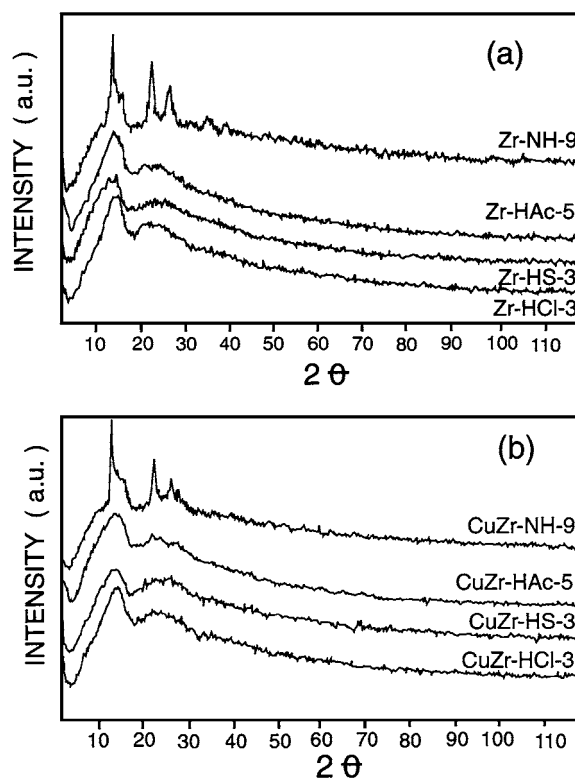 (a)
INTENSITY ( a.u.)
Zr-NH-9
Zr-HAc-5
Zr-HS-3
Zr-HCl-3
10 20 30 40 50 60 70 80 90 100 110
2 θ
(b)
INTENSITY ( a.u.)
CuZr-NH-9
CuZr-HAc-5
CuZr-HS-3
CuZr-HCl-3
10 20 30 40 50 60 70 80 90 100 110
2 θ